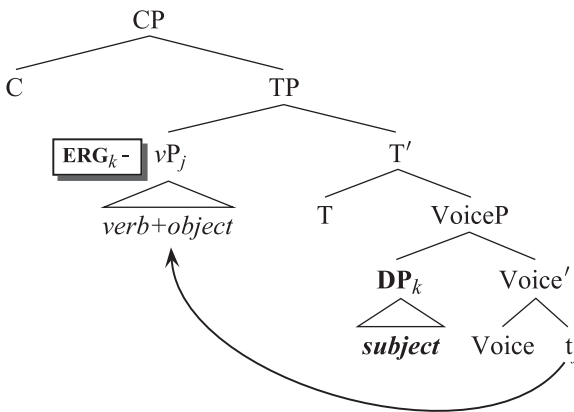 CP
C TP
ERGk- vPj T′
verb+object T VoiceP
DPk Voice′
subject Voice t